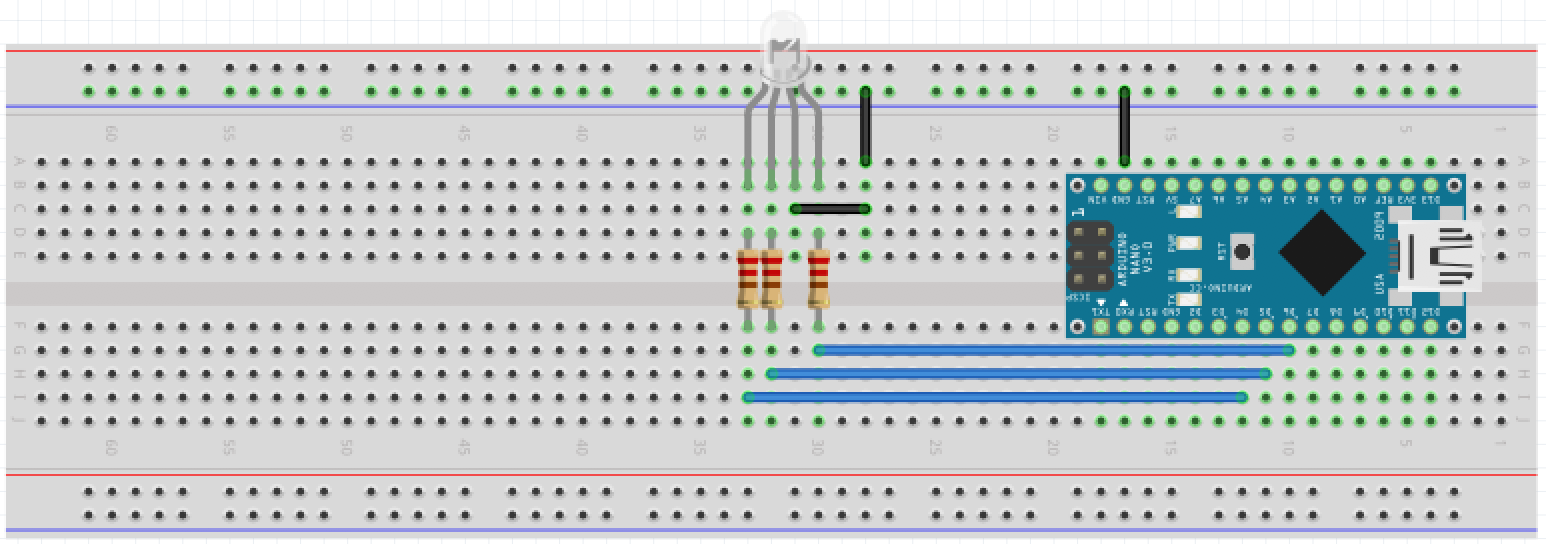 60 55 50 45 40 35 30 25 20 15 10 5 1
A A
B B
VIN GND RST 5V A7 A6 A5 A4 A3 A2 A1 A0 REF 3V3 D13
C C
1
L
2009
D D
ARDUINO
NANO
V3.0
PWR
RST
E E
RX
TX
ARDUINO.CC
USA
ICSP
TX1 RX0 RST GND D2 D3 D4 D5 D6 D7 D8 D9 D10 D11 D12
F F
G G
H H
I I
J J
60 55 50 45 40 35 30 25 20 15 10 5 1